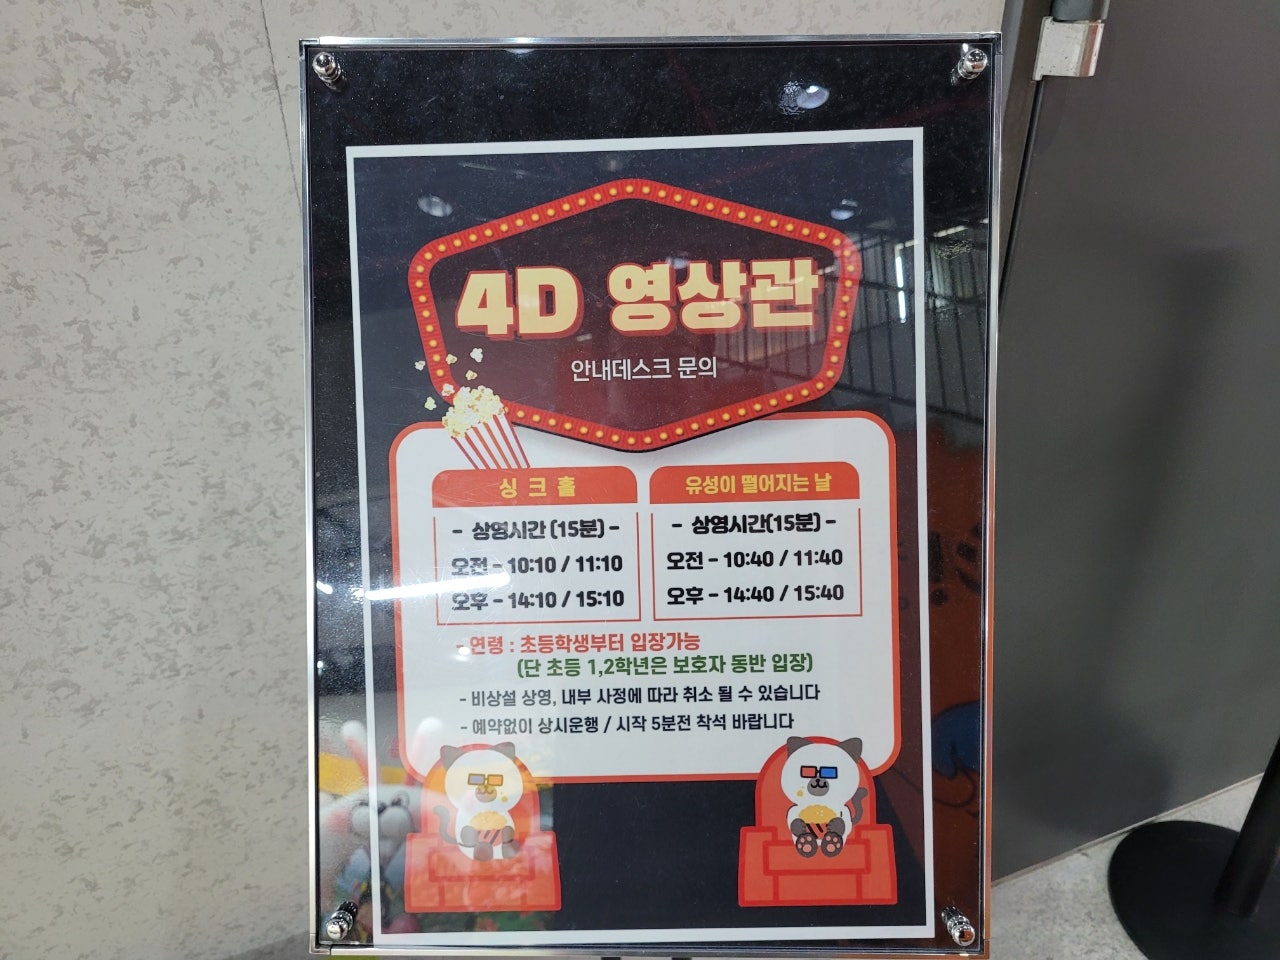 4D 영상관
안내데스크 문의
싱 크 홀
- 상영시간 (15분) -
오전 - 10:10 / 11:10
오후 - 14:10 / 15:10
유성이 떨어지는 날
- 상영시간(15분) -
오전 - 10:40 / 11:40
오후 - 14:40 / 15:40
- 연령 : 초등학생부터 입장가능
(단 초등 1,2학년은 보호자 동반 입장)
- 비상설 상영, 내부 사정에 따라 취소 될 수 있습니다
- 예약없이 상시운행 / 시작 5분전 착석 바랍니다